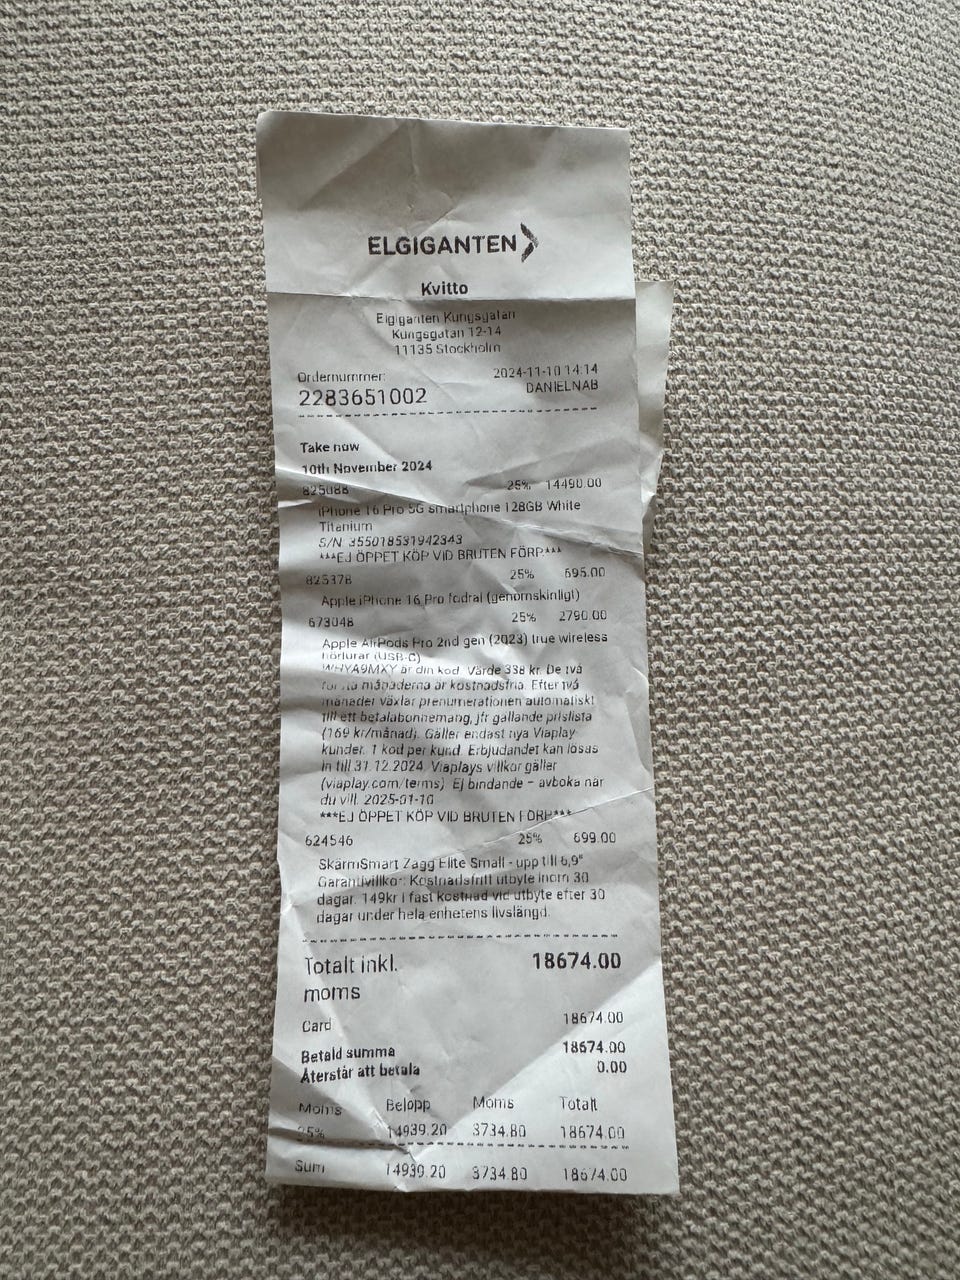 ELGIGANTEN
Kvitto
Elgiganten Kungsgatan
Kungsgatan 12-14
11135 Stockholm
Ordernummer: 2024-11-10 14:14
2283651002 DANIELNAB
Take now
10th November 2024
825088 25% 14490.00
iPhone 16 Pro 5G smartphone 128GB White
Titanium
S/N: 355018531942343
***EJ ÖPPET KÖP VID BRUTEN FÖRP.***
825378 25% 695.00
Apple iPhone 16 Pro fodral (genomskinligt)
673048 25% 2790.00
Apple AirPods Pro 2nd gen (2023) true wireless
hörlurar (USB-C)
WHYA9MXY är din kod. Värde 338 kr. De två
första månaderna är kostnadsfria. Efter två
månader växlar prenumerationen automatiskt
till ett betalabonnemang, jfr gällande prislista
(169 kr/månad). Gäller endast nya Viaplay
kunder. 1 kod per kund. Erbjudandet kan lösas
in till 31.12.2024. Viaplays villkor gäller
(viaplay.com/terms). Ej bindande – avboka när
du vill. 2025-01-10
***EJ ÖPPET KÖP VID BRUTEN FÖRP***
624546 25% 699.00
SkärmSmart Zagg Elite Small - upp till 6,9"
Garantivillkor: Kostnadsfritt utbyte inom 30
dagar. 149kr i fast kostnad vid utbyte efter 30
dagar under hela enhetens livslängd.
Totalt inkl. 18674.00
moms
Card 18674.00
Betald summa 18674.00
Återstår att betala 0.00
Moms Belopp Moms Totalt
25% 14939.20 3734.80 18674.00
Sum 14939.20 3734.80 18674.00